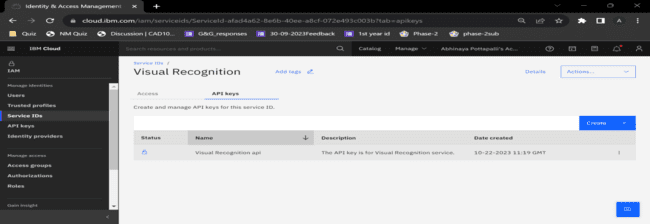 Identity & Access Management
cloud.ibm.com/iam/serviceids/ServiceId-afad4a62-8e6b-40ee-a8cf-072e493c003b?tab=apikeys
Quiz NM Quiz Discussion | CAD10... G&G_responses 30-09-2023Feedback 1st year id Phase-2 phase-2sub
IBM Cloud Search resources and products... Catalog Manage Abhinaya Pottapalli's Ac...
IAM
Manage identities
Users
Trusted profiles
Service IDs
API keys
Identity providers
Manage access
Access groups
Authorizations
Roles
Gain insight
Service IDs /
Visual Recognition Add tags Details Actions...
Access API keys
Create and manage API keys for this service ID.
Create
Status Name Description Date created
Visual Recognition api The API key is for Visual Recognition service. 10-22-2023 11:19 GMT